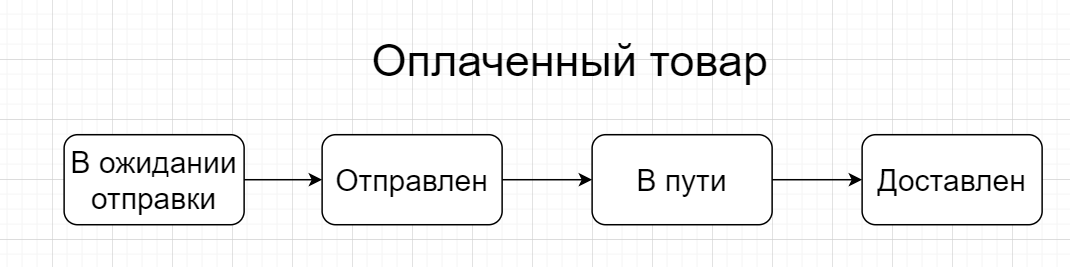 Оплаченный товар
В ожидании
отправки
Отправлен
В пути
Доставлен